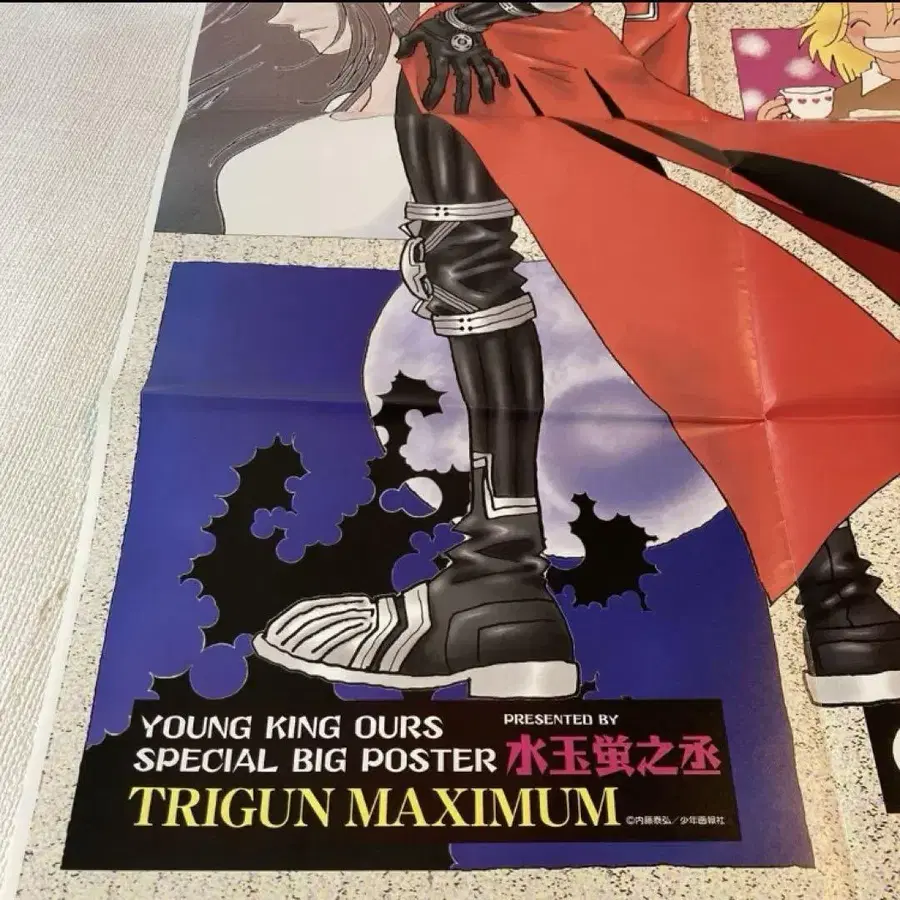 YOUNG KING OURS
SPECIAL BIG POSTER
PRESENTED BY
水玉蛍之丞
TRIGUN MAXIMUM
©内藤泰弘/少年画報社